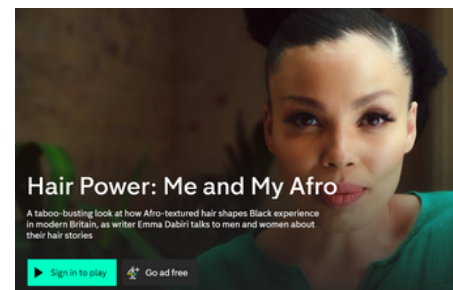 Hair Power: Me and My Afro
A taboo-busting look at how Afro-textured hair shapes Black experience
in modern Britain, as writer Emma Dabiri talks to men and women about
their hair stories
Sign in to play
Go ad free